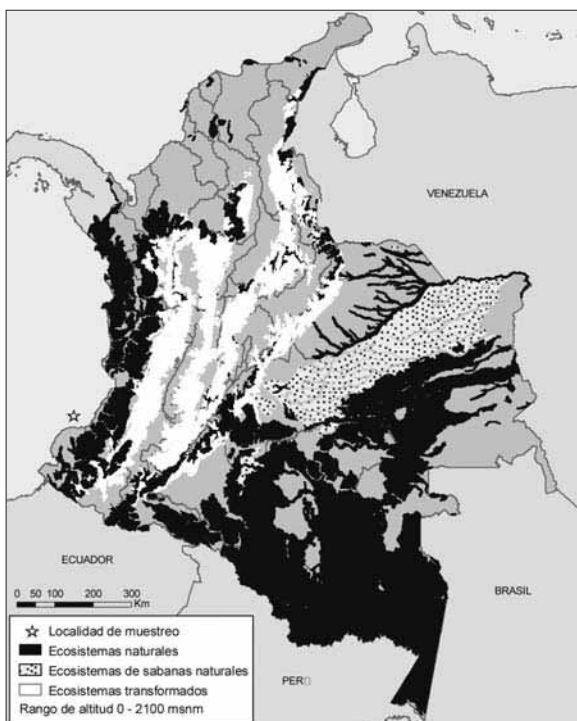 VENEZUELA
ECUADOR
BRASIL
PER▯
0 50 100 200 300
Km
Localidad de muestreo
Ecosistemas naturales
Ecosistemas de sabanas naturales
Ecosistemas transformados
Rango de altitud 0 - 2100 msnm